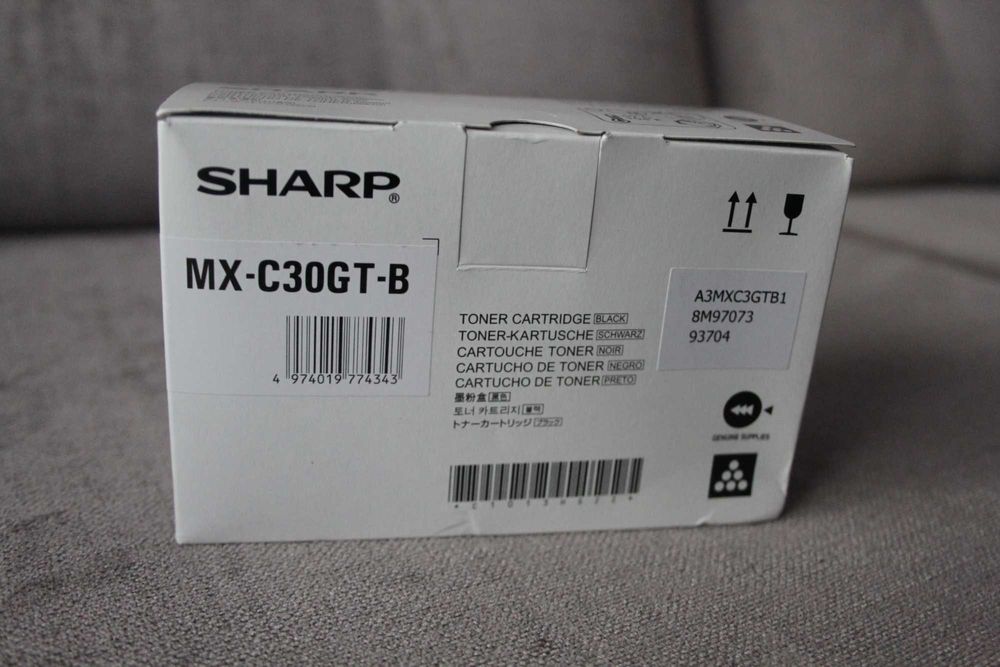 SHARP®
MX-C30GT-B
4 974019 774343
TONER CARTRIDGE BLACK
TONER-KARTUSCHE SCHWARZ
CARTOUCHE TONER NOIR
CARTUCHO DE TONER NEGRO
CARTUCHO DE TONER PRETO
墨粉盒 黑色
토너 카트리지 블랙
トナーカートリッジ ブラック
A3MXC3GTB1
8M97073
93704
GENUINE SUPPLIES